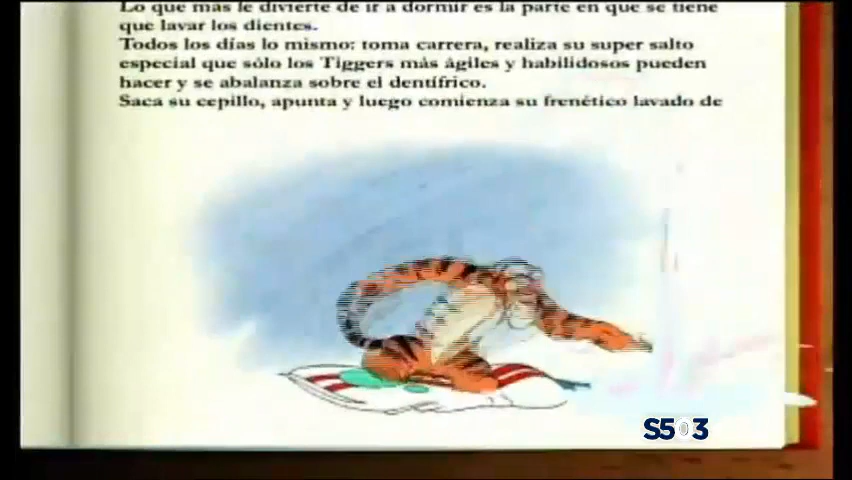 Lo que más le divierte de ir a dormir es la parte en que se tiene
que lavar los dientes.
Todos los días lo mismo: toma carrera, realiza su super salto
especial que sólo los Tiggers más ágiles y habilidosos pueden
hacer y se abalanza sobre el dentífrico.
Saca su cepillo, apunta y luego comienza su frenético lavado de
S503